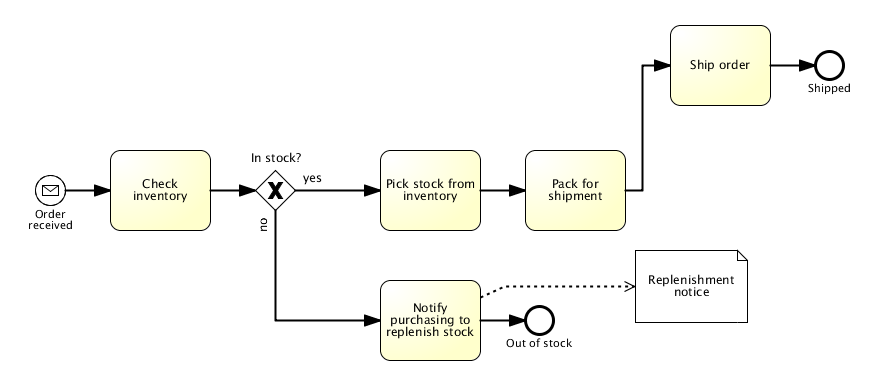 Ship order
Shipped
In stock?
yes
Order
received
Check
inventory
Pick stock from
inventory
Pack for
shipment
no
Notify
purchasing to
replenish stock
Out of stock
Replenishment
notice